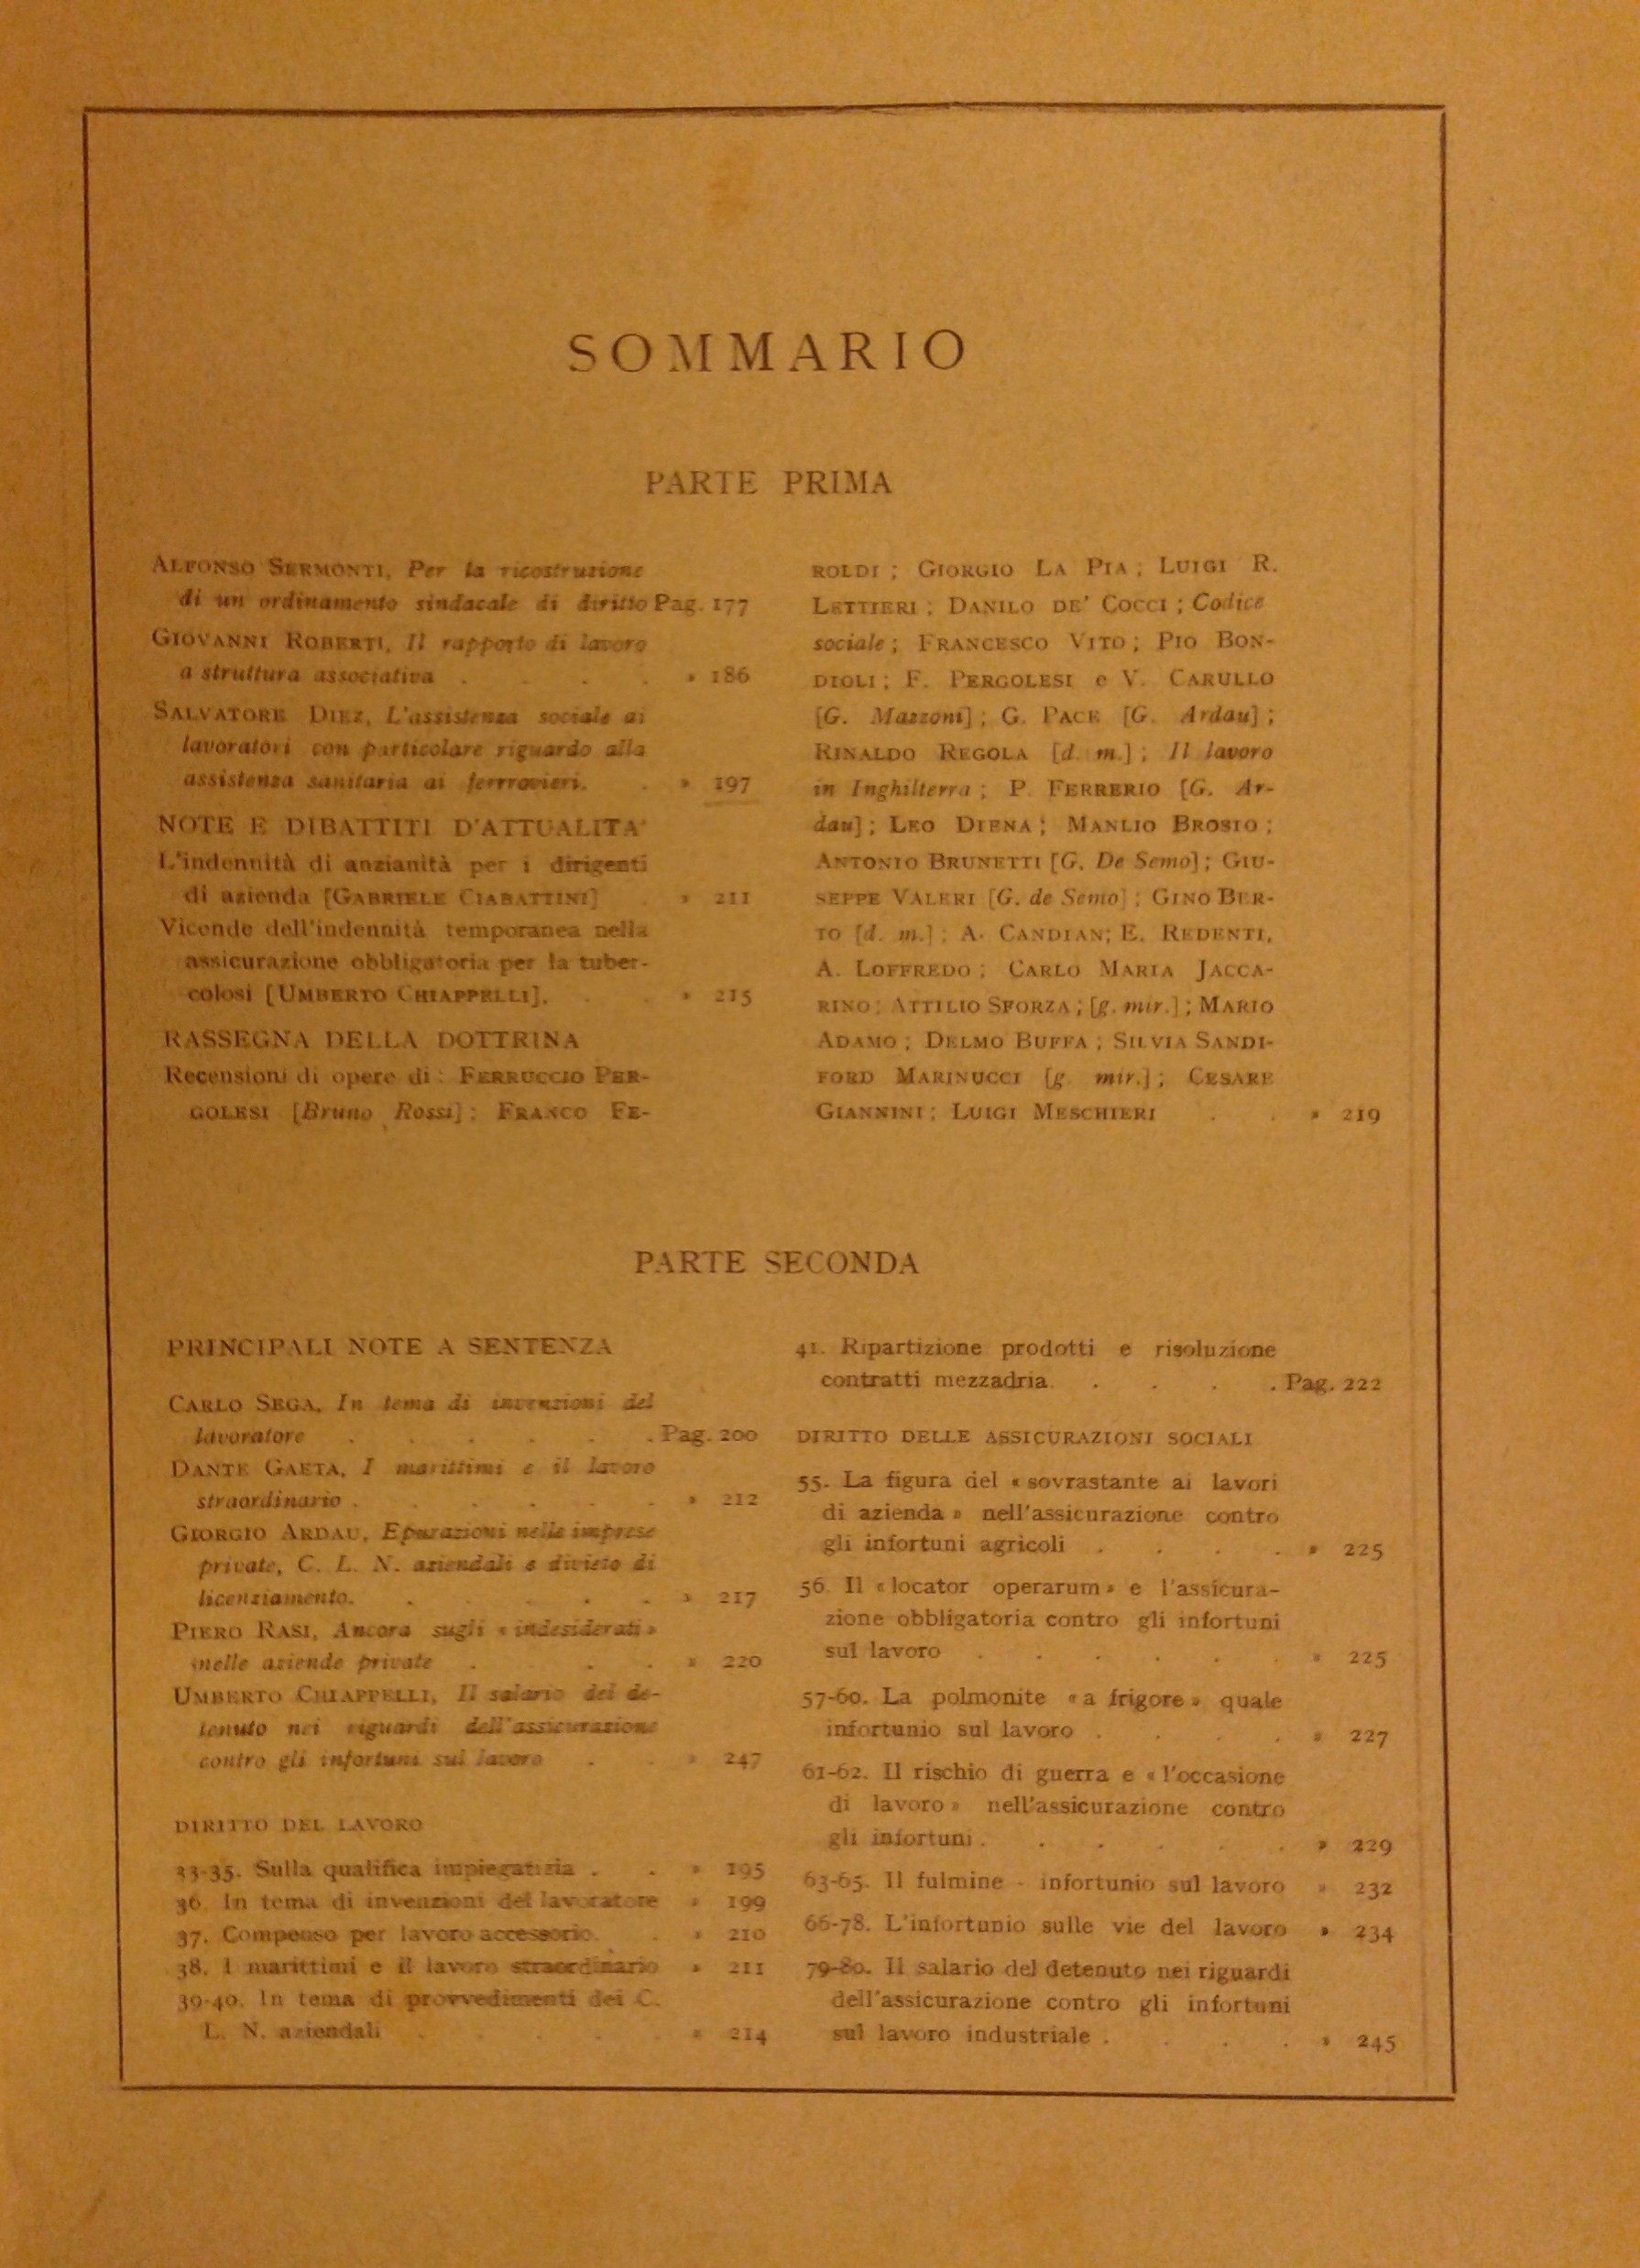 SOMMARIO
PARTE PRIMA
ALFONSO SERMONTI, Per la ricostruzione
di un ordinamento sindacale di diritto Pag. 177
GIOVANNI ROBERTI, Il rapporto di lavoro
a struttura associativa . . . . » 186
SALVATORE DIEZ, L'assistenza sociale ai
lavoratori con particolare riguardo alla
assistenza sanitaria ai ferrrovieri. . » 197
NOTE E DIBATTITI D'ATTUALITA'
L'indennità di anzianità per i dirigenti
di azienda [GABRIELE CIABATTINI] . » 211
Vicende dell'indennità temporanea nella
assicurazione obbligatoria per la tuber-
colosi [UMBERTO CHIAPPELLI]. . . » 215
RASSEGNA DELLA DOTTRINA
Recensioni di opere di: FERRUCCIO PER-
GOLESI [Bruno Rossi]; FRANCO FE-
ROLDI; GIORGIO LA PIA; LUIGI R.
LETTIERI; DANILO DE' COCCI; Codice
sociale; FRANCESCO VITO; PIO BON-
DIOLI; F. PERGOLESI e V. CARULLO
[G. Mazzoni]; G. PACE [G. Ardau];
RINALDO REGOLA [d. m.]; Il lavoro
in Inghilterra; P. FERRERIO [G. Ar-
dau]; LEO DIENA; MANLIO BROSIO;
ANTONIO BRUNETTI [G. De Semo]; GIU-
SEPPE VALERI [G. de Semo]; GINO BER-
TO [d. m.]; A. CANDIAN; E. REDENTI,
A. LOFFREDO; CARLO MARIA JACCA-
RINO; ATTILIO SFORZA; [g. mir.]; MARIO
ADAMO; DELMO BUFFA; SILVIA SANDI-
FORD MARINUCCI [g. mir.]; CESARE
GIANNINI; LUIGI MESCHIERI . . » 219
PARTE SECONDA
PRINCIPALI NOTE A SENTENZA
CARLO SEGA, In tema di invenzioni del
lavoratore . . . . . . Pag. 200
DANTE GAETA, I marittimi e il lavoro
straordinario . . . . . . » 212
GIORGIO ARDAU, Epurazioni nelle imprese
private, C. L. N. aziendali e divieto di
licenziamento. . . . . . » 217
PIERO RASI, Ancora sugli « indesiderati »
nelle aziende private . . . . » 220
UMBERTO CHIAPPELLI, Il salario del de-
tenuto nei riguardi dell'assicurazione
contro gli infortuni sul lavoro . . » 247
DIRITTO DEL LAVORO
33-35. Sulla qualifica impiegatizia . . » 195
36. In tema di invenzioni del lavoratore » 199
37. Compenso per lavoro accessorio. . » 210
38. I marittimi e il lavoro straordinario » 211
39-40. In tema di provvedimenti dei C.
L. N. aziendali . . . . . » 214
41. Ripartizione prodotti e risoluzione
contratti mezzadria. . . . . Pag. 222
DIRITTO DELLE ASSICURAZIONI SOCIALI
55. La figura del « sovrastante ai lavori
di azienda » nell'assicurazione contro
gli infortuni agricoli . . . . » 225
56. Il « locator operarum » e l'assicura-
zione obbligatoria contro gli infortuni
sul lavoro . . . . . . » 225
57-60. La polmonite « a frigore » quale
infortunio sul lavoro . . . . » 227
61-62. Il rischio di guerra e « l'occasione
di lavoro » nell'assicurazione contro
gli infortuni . . . . . . » 229
63-65. Il fulmine - infortunio sul lavoro » 232
66-78. L'infortunio sulle vie del lavoro » 234
79-80. Il salario del detenuto nei riguardi
dell'assicurazione contro gli infortuni
sul lavoro industriale . . . . » 245